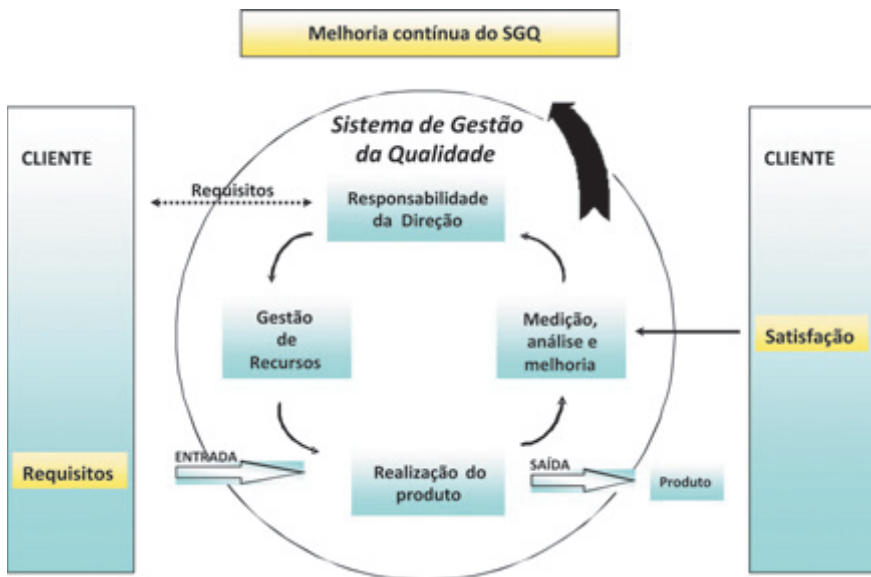 Melhoria contínua do SGQ
Sistema de Gestão
da Qualidade
CLIENTE
CLIENTE
Requisitos
Responsabilidade
da Direção
Gestão
de
Recursos
Medição,
análise e
melhoria
Satisfação
ENTRADA
Requisitos
Realização do
produto
SAÍDA
Produto